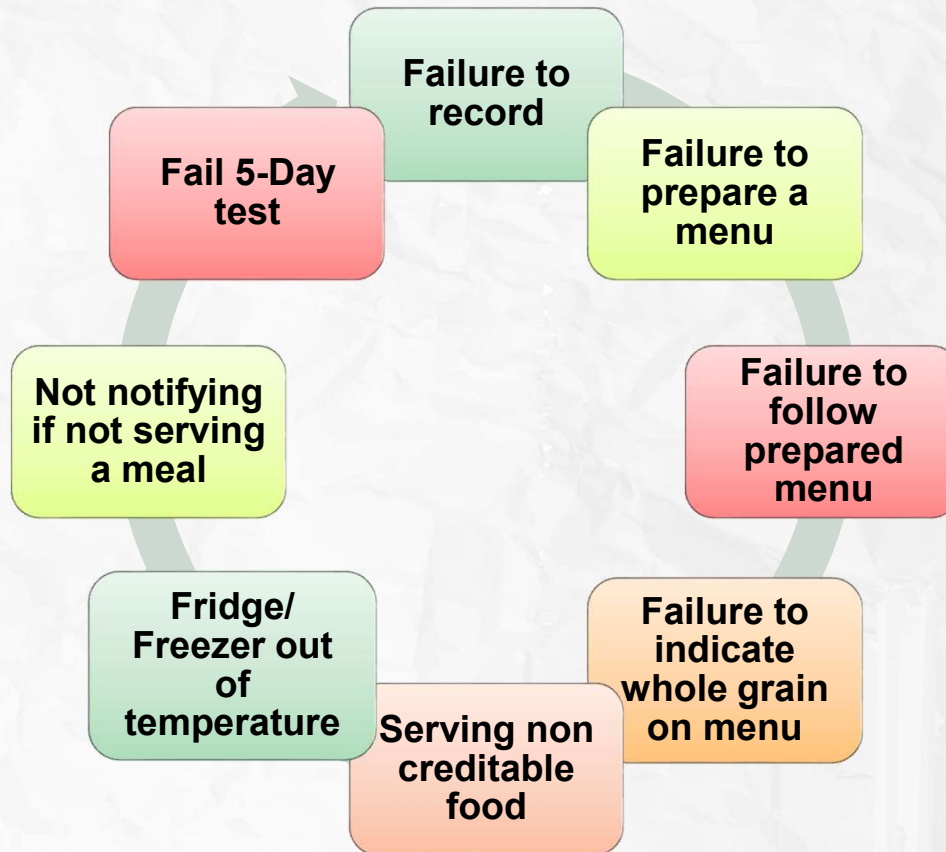 Failure to
record
Failure to
prepare a
menu
Failure to
follow
prepared
menu
Failure to
indicate
whole grain
on menu
Serving non
creditable
food
Fridge/
Freezer out
of
temperature
Not notifying
if not serving
a meal
Fail 5-Day
test